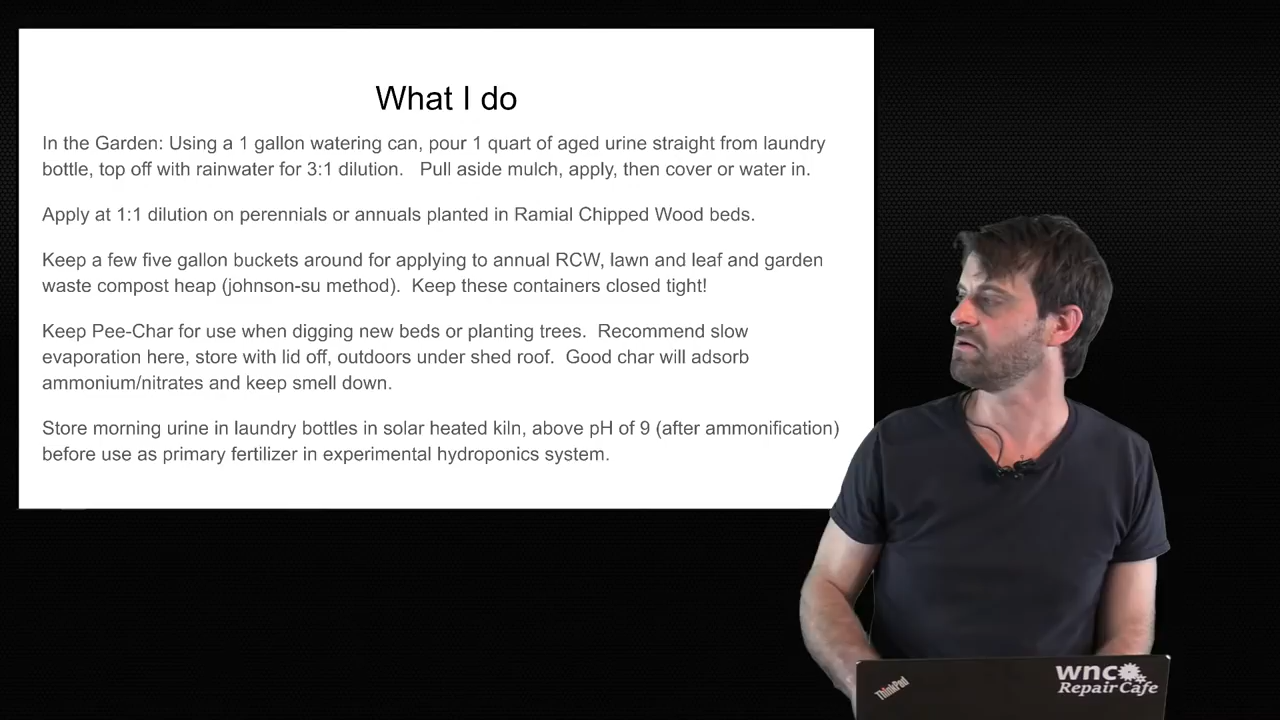 What I do
In the Garden: Using a 1 gallon watering can, pour 1 quart of aged urine straight from laundry
bottle, top off with rainwater for 3:1 dilution. Pull aside mulch, apply, then cover or water in.
Apply at 1:1 dilution on perennials or annuals planted in Ramial Chipped Wood beds.
Keep a few five gallon buckets around for applying to annual RCW, lawn and leaf and garden
waste compost heap (johnson-su method). Keep these containers closed tight!
Keep Pee-Char for use when digging new beds or planting trees. Recommend slow
evaporation here, store with lid off, outdoors under shed roof. Good char will adsorb
ammonium/nitrates and keep smell down.
Store morning urine in laundry bottles in solar heated kiln, above pH of 9 (after ammonification)
before use as primary fertilizer in experimental hydroponics system.
ThinkPad
wnc
Repair Cafe